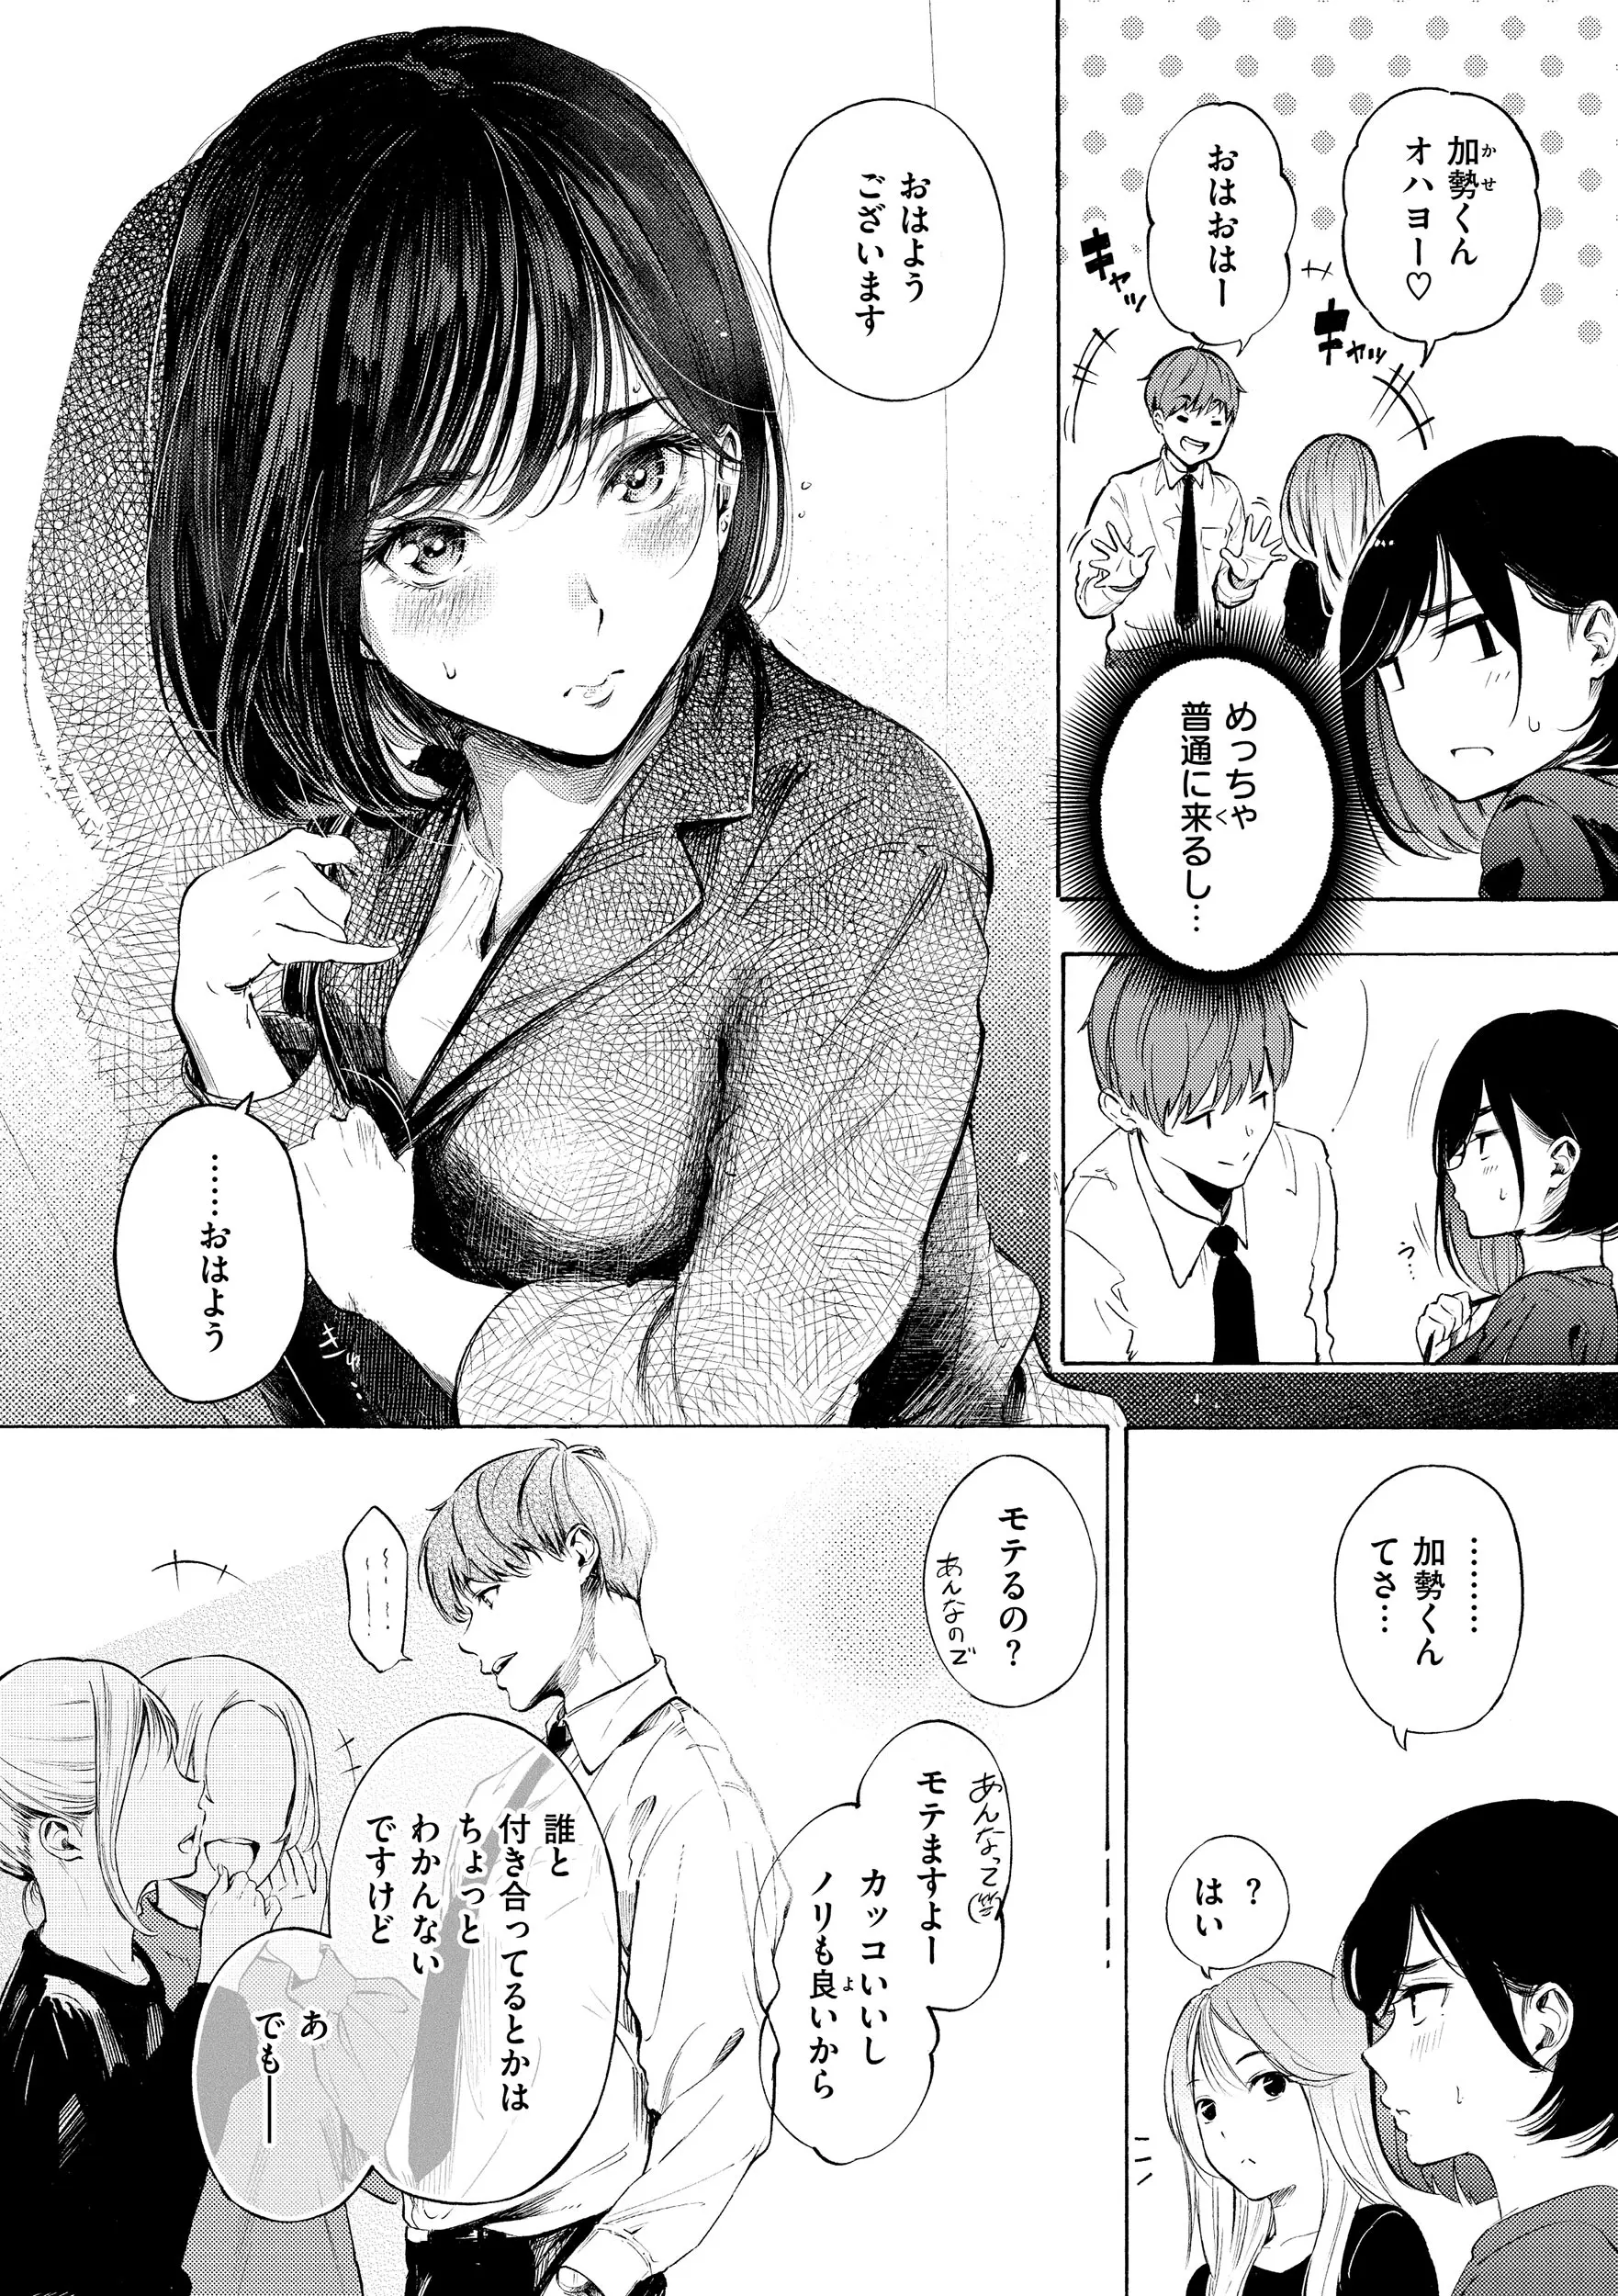 加勢くん
オハヨー♡
おはおはー
キャッ
キャッ
めっちゃ
普通に来るし…
う…
おはよう
ございます
……おはよう
きゅ…
………
加勢くん
てさ…
？
はい
モテるの？
あんなので
あんなって(笑)
モテますよー
カッコいいし
ノリも良いから
誰と
付き合ってるとかは
ちょっと
わかんない
ですけど
あ
でも──